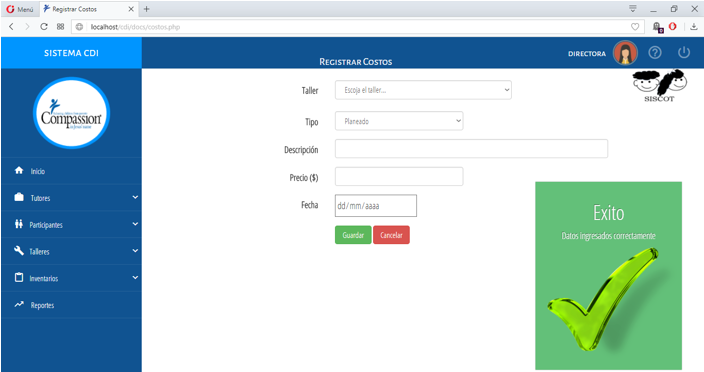 Menú
Registrar Costos
localhost/cdi/docs/costos.php
SISTEMA CDI
REGISTRAR COSTOS
DIRECTORA
Compassion
SISCOT
Inicio
Tutores
Participantes
Talleres
Inventarios
Reportes
Taller
Escoja el taller...
Tipo
Planeado
Descripción
Precio ($)
Fecha
dd/mm/aaaa
Guardar
Cancelar
Exito
Datos ingresados correctamente